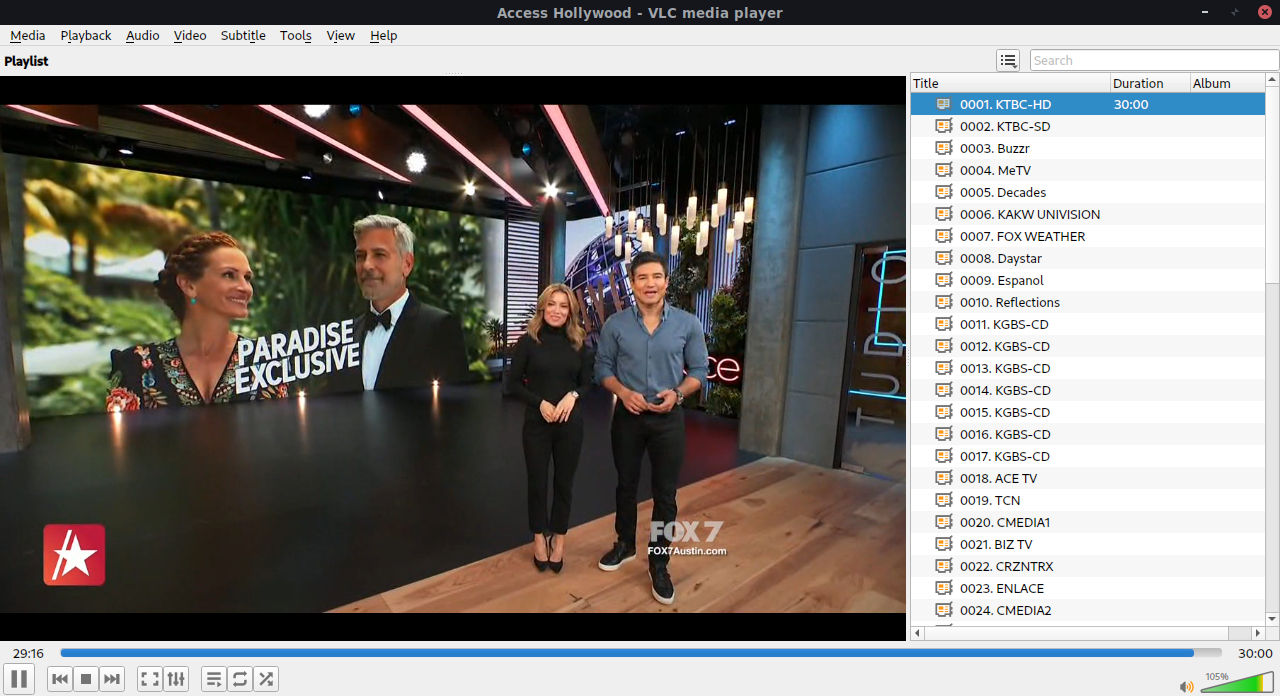 Access Hollywood - VLC media player
Media Playback Audio Video Subtitle Tools View Help
Playlist
Search
Title Duration Album
0001. KTBC-HD 30:00
0002. KTBC-SD
0003. Buzzr
0004. MeTV
0005. Decades
0006. KAKW UNIVISION
0007. FOX WEATHER
0008. Daystar
0009. Espanol
0010. Reflections
0011. KGBS-CD
0012. KGBS-CD
0013. KGBS-CD
0014. KGBS-CD
0015. KGBS-CD
0016. KGBS-CD
0017. KGBS-CD
0018. ACE TV
0019. TCN
0020. CMEDIA1
0021. BIZ TV
0022. CRZNTRX
0023. ENLACE
0024. CMEDIA2
PARADISE
EXCLUSIVE
FOX 7
FOX7Austin.com
29:16 30:00
105%